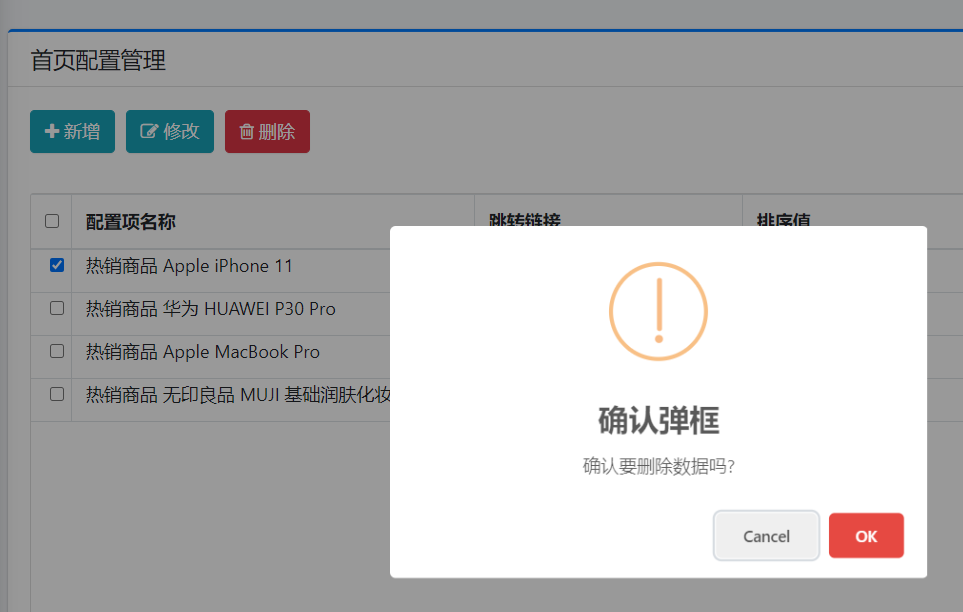 首页配置管理
新增 修改 删除
配置项名称 跳转链接 排序值
热销商品 Apple iPhone 11
热销商品 华为 HUAWEI P30 Pro
热销商品 Apple MacBook Pro
热销商品 无印良品 MUJI 基础润肤化妆
确认弹框
确认要删除数据吗?
Cancel OK